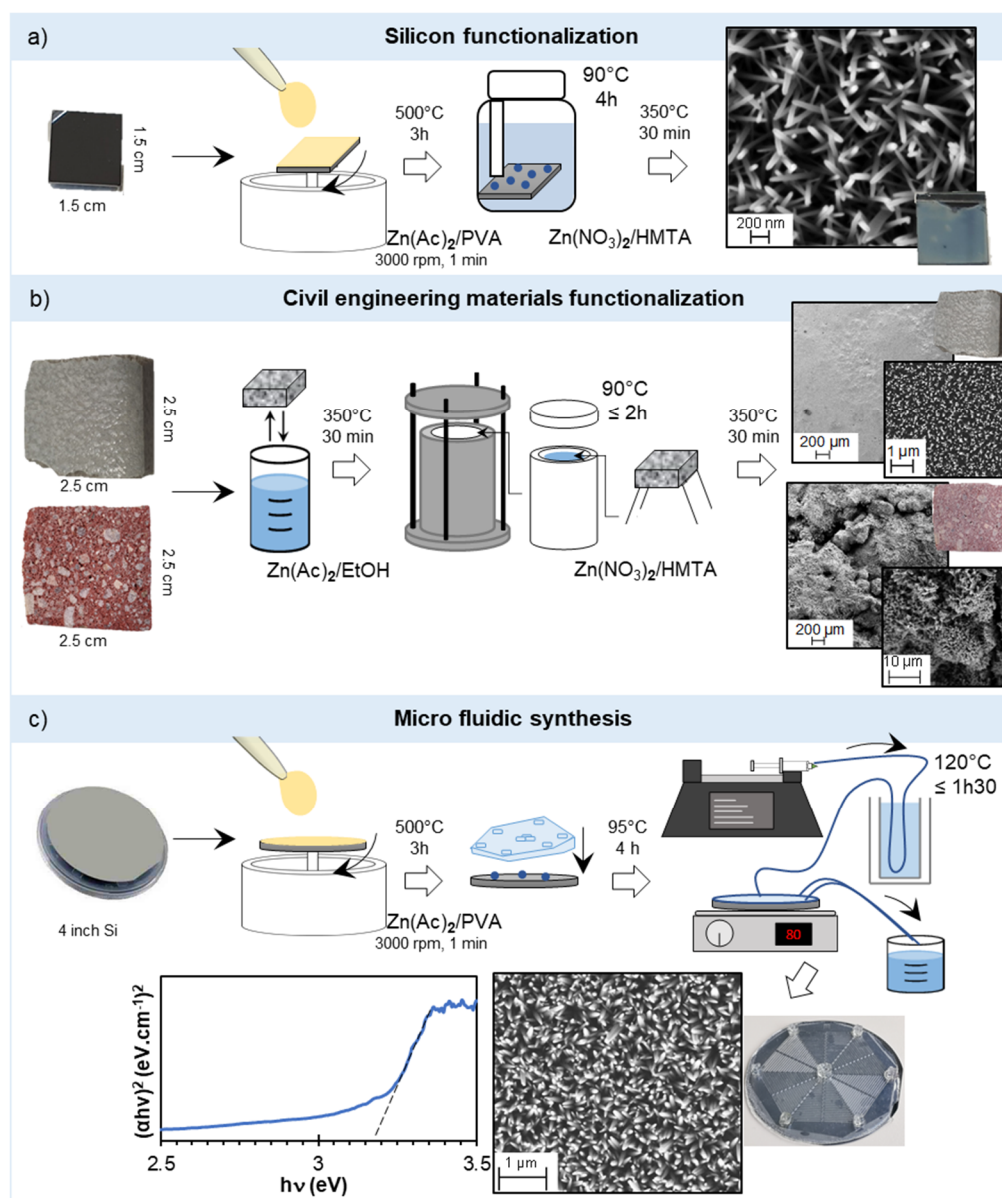 a)
Silicon functionalization
1.5 cm
1.5 cm
500°C
3h
Zn(Ac)₂/PVA
3000 rpm, 1 min
90°C
4h
Zn(NO₃)₂/HMTA
350°C
30 min
200 nm
b)
Civil engineering materials functionalization
2.5 cm
2.5 cm
2.5 cm
2.5 cm
350°C
30 min
Zn(Ac)₂/EtOH
90°C
≤ 2h
Zn(NO₃)₂/HMTA
350°C
30 min
200 µm
1 µm
200 µm
10 µm
c)
Micro fluidic synthesis
4 inch Si
500°C
3h
Zn(Ac)₂/PVA
3000 rpm, 1 min
95°C
4 h
120°C
≤ 1h30
80
(αhν)² (eV.cm⁻¹)²
2.5
3
3.5
hν (eV)
1 µm